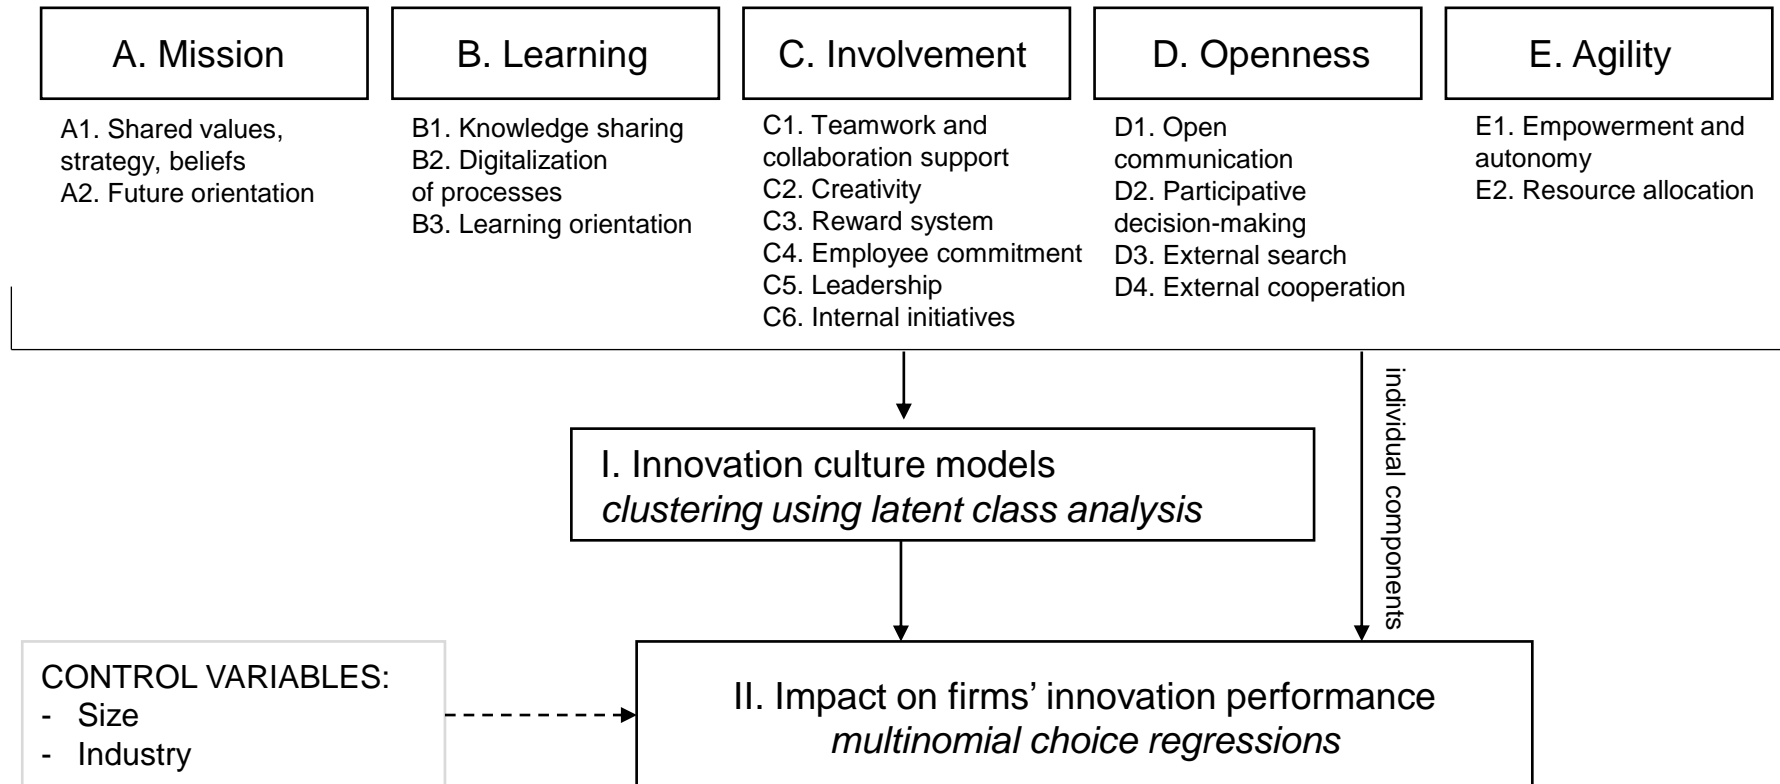 A. Mission
A1. Shared values,
strategy, beliefs
A2. Future orientation
B. Learning
B1. Knowledge sharing
B2. Digitalization
of processes
B3. Learning orientation
C. Involvement
C1. Teamwork and
collaboration support
C2. Creativity
C3. Reward system
C4. Employee commitment
C5. Leadership
C6. Internal initiatives
D. Openness
D1. Open
communication
D2. Participative
decision-making
D3. External search
D4. External cooperation
E. Agility
E1. Empowerment and
autonomy
E2. Resource allocation
individual components
I. Innovation culture models
clustering using latent class analysis
CONTROL VARIABLES:
- Size
- Industry
II. Impact on firms’ innovation performance
multinomial choice regressions